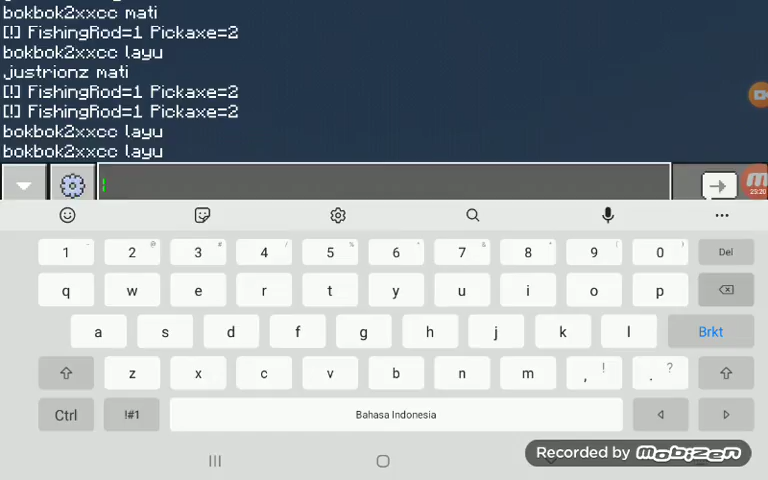 bokbok2xxcc mati
[!] FishingRod=1 Pickaxe=2
bokbok2xxcc layu
justrionz mati
[!] FishingRod=1 Pickaxe=2
[!] FishingRod=1 Pickaxe=2
bokbok2xxcc layu
bokbok2xxcc layu
23:20
1 2 3 4 5 6 7 8 9 0 Del
q w e r t y u i o p
a s d f g h j k l Brkt
z x c v b n m , ! . ?
Ctrl !#1 Bahasa Indonesia
Recorded by mobizen